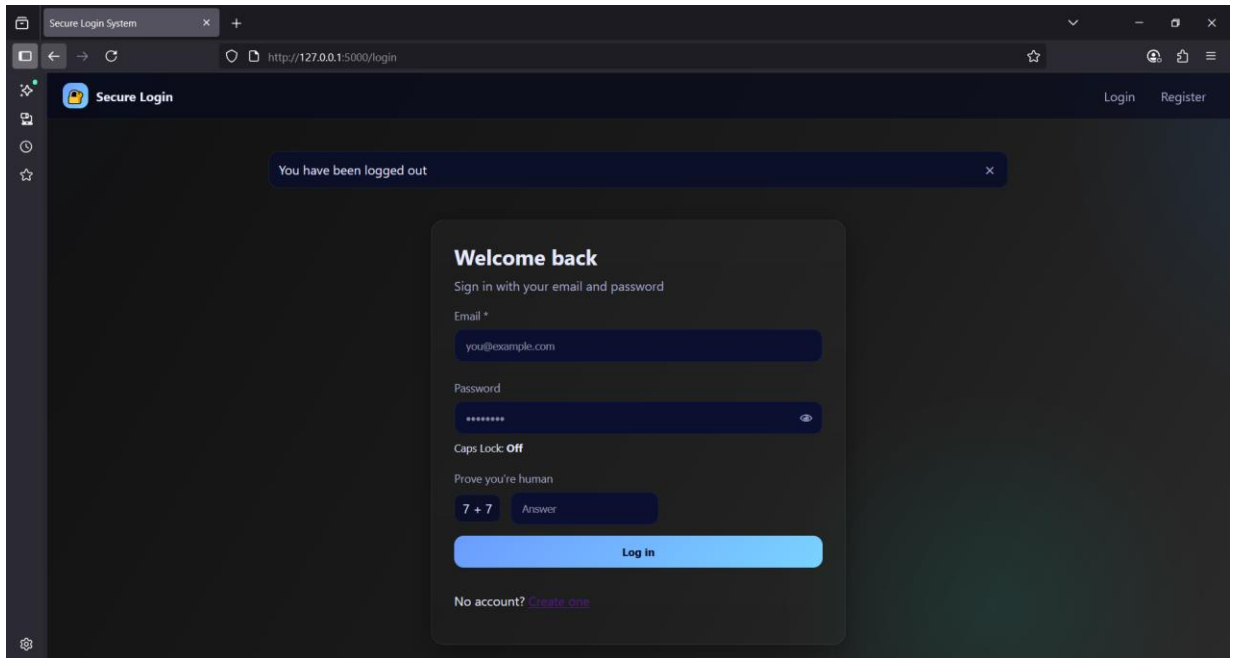 Secure Login System
http://127.0.0.1:5000/login
Secure Login
Login
Register
You have been logged out
Welcome back
Sign in with your email and password
Email *
you@example.com
Password
••••••••
Caps Lock: Off
Prove you're human
7 + 7
Answer
Log in
No account? Create one